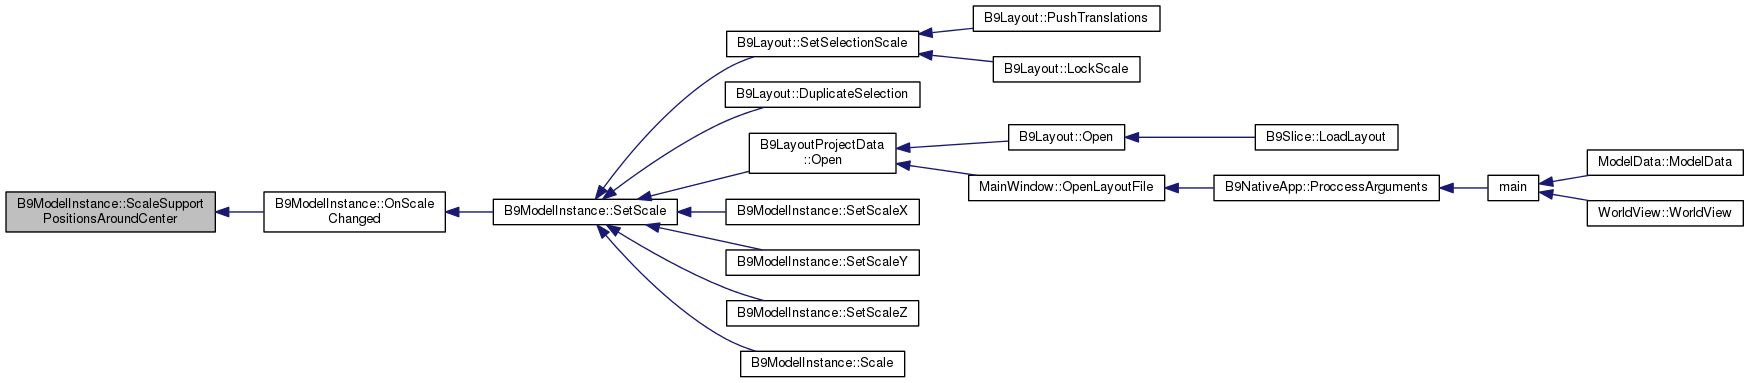 B9ModelInstance::ScaleSupport
PositionsAroundCenter
B9ModelInstance::OnScale
Changed
B9ModelInstance::SetScale
B9Layout::SetSelectionScale
B9Layout::PushTranslations
B9Layout::LockScale
B9Layout::DuplicateSelection
B9LayoutProjectData
::Open
B9Layout::Open
B9Slice::LoadLayout
MainWindow::OpenLayoutFile
B9NativeApp::ProccessArguments
main
ModelData::ModelData
WorldView::WorldView
B9ModelInstance::SetScaleX
B9ModelInstance::SetScaleY
B9ModelInstance::SetScaleZ
B9ModelInstance::Scale